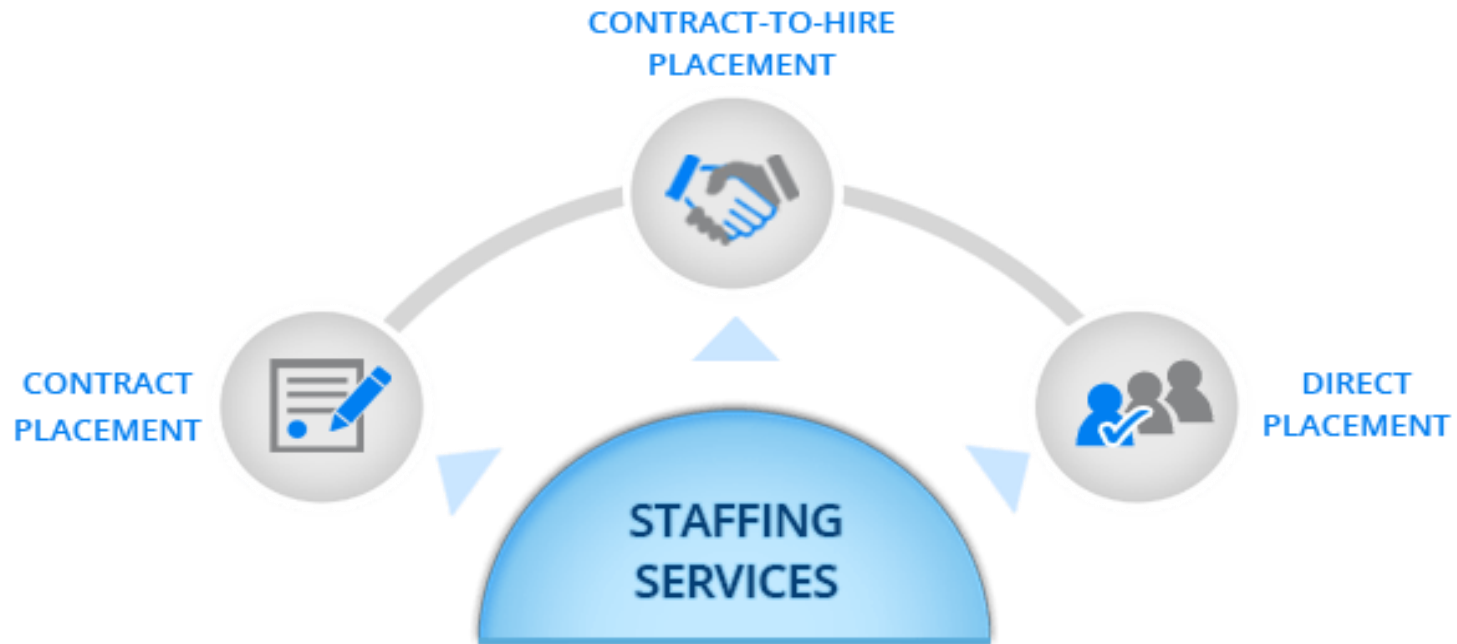 CONTRACT-TO-HIRE
PLACEMENT
CONTRACT
PLACEMENT
DIRECT
PLACEMENT
STAFFING
SERVICES